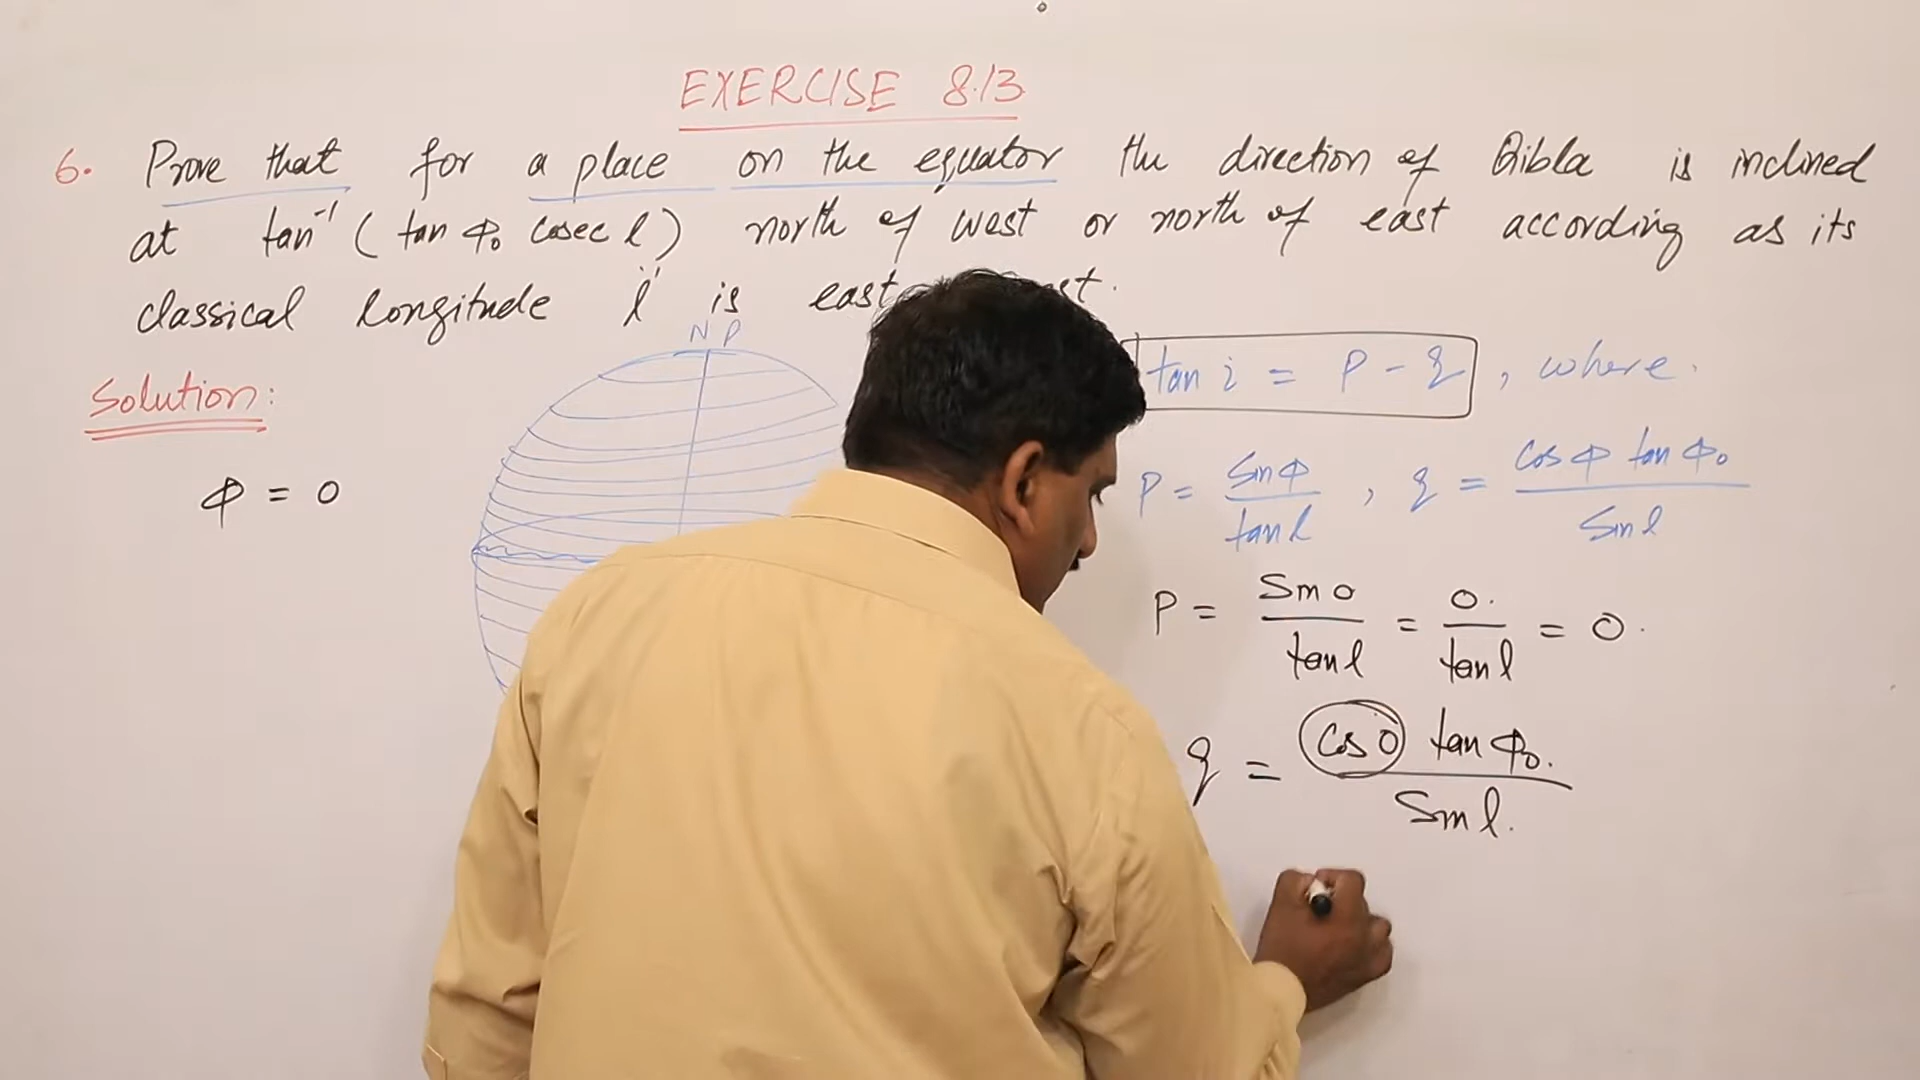 EXERCISE 8.13
6. Prove that for a place on the equator the direction of Qibla is inclined
at tan⁻¹ ( tan φ₀ cosec l ) north of west or north of east according as its
classical longitude l is east
N P
tan i = P - q , where.
Solution:
P = sin φ / tan l , q = cos φ tan φ₀ / sin l
φ = 0
P = sin 0 / tan l = 0. / tan l = 0.
q = cos 0 tan φ₀. / sin l.